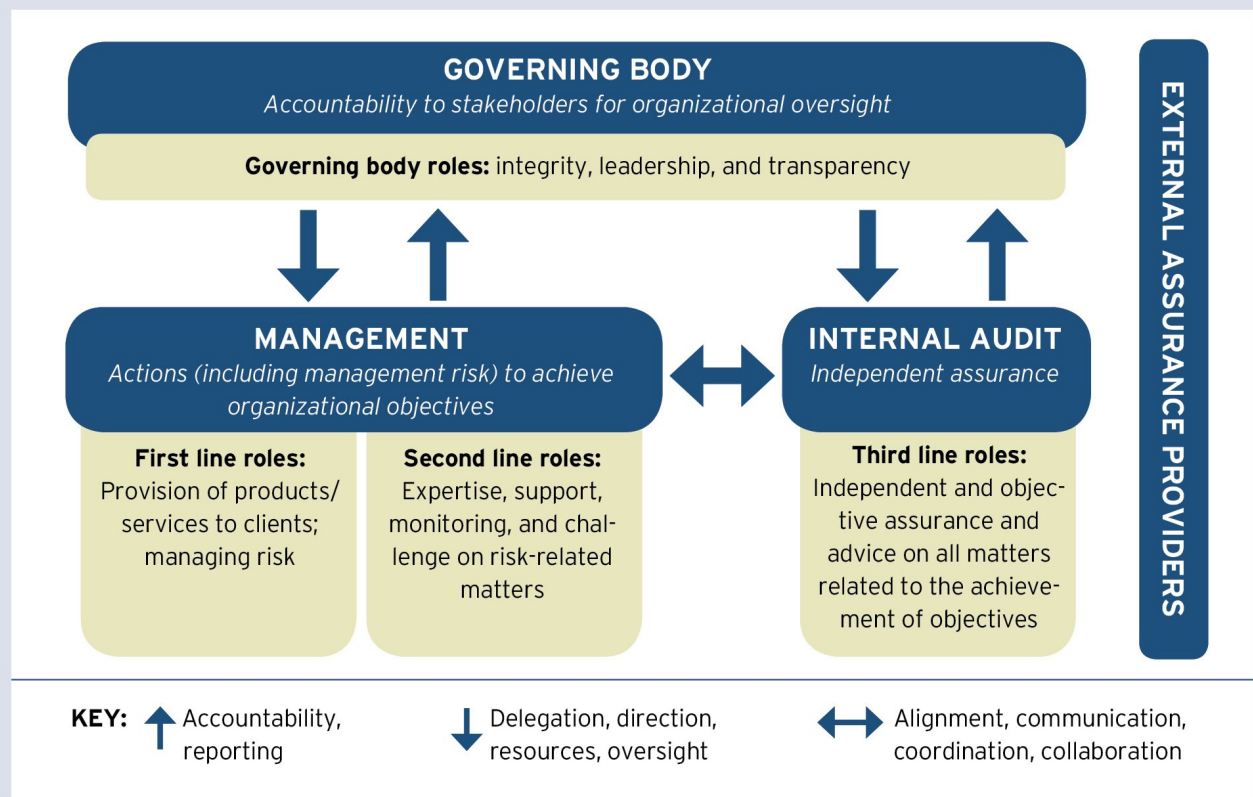 GOVERNING BODY
Accountability to stakeholders for organizational oversight
Governing body roles: integrity, leadership, and transparency
MANAGEMENT
Actions (including management risk) to achieve
organizational objectives
First line roles:
Provision of products/
services to clients;
managing risk
Second line roles:
Expertise, support,
monitoring, and chal-
lenge on risk-related
matters
INTERNAL AUDIT
Independent assurance
Third line roles:
Independent and objec-
tive assurance and
advice on all matters
related to the achieve-
ment of objectives
EXTERNAL ASSURANCE PROVIDERS
KEY:
Accountability,
reporting
Delegation, direction,
resources, oversight
Alignment, communication,
coordination, collaboration